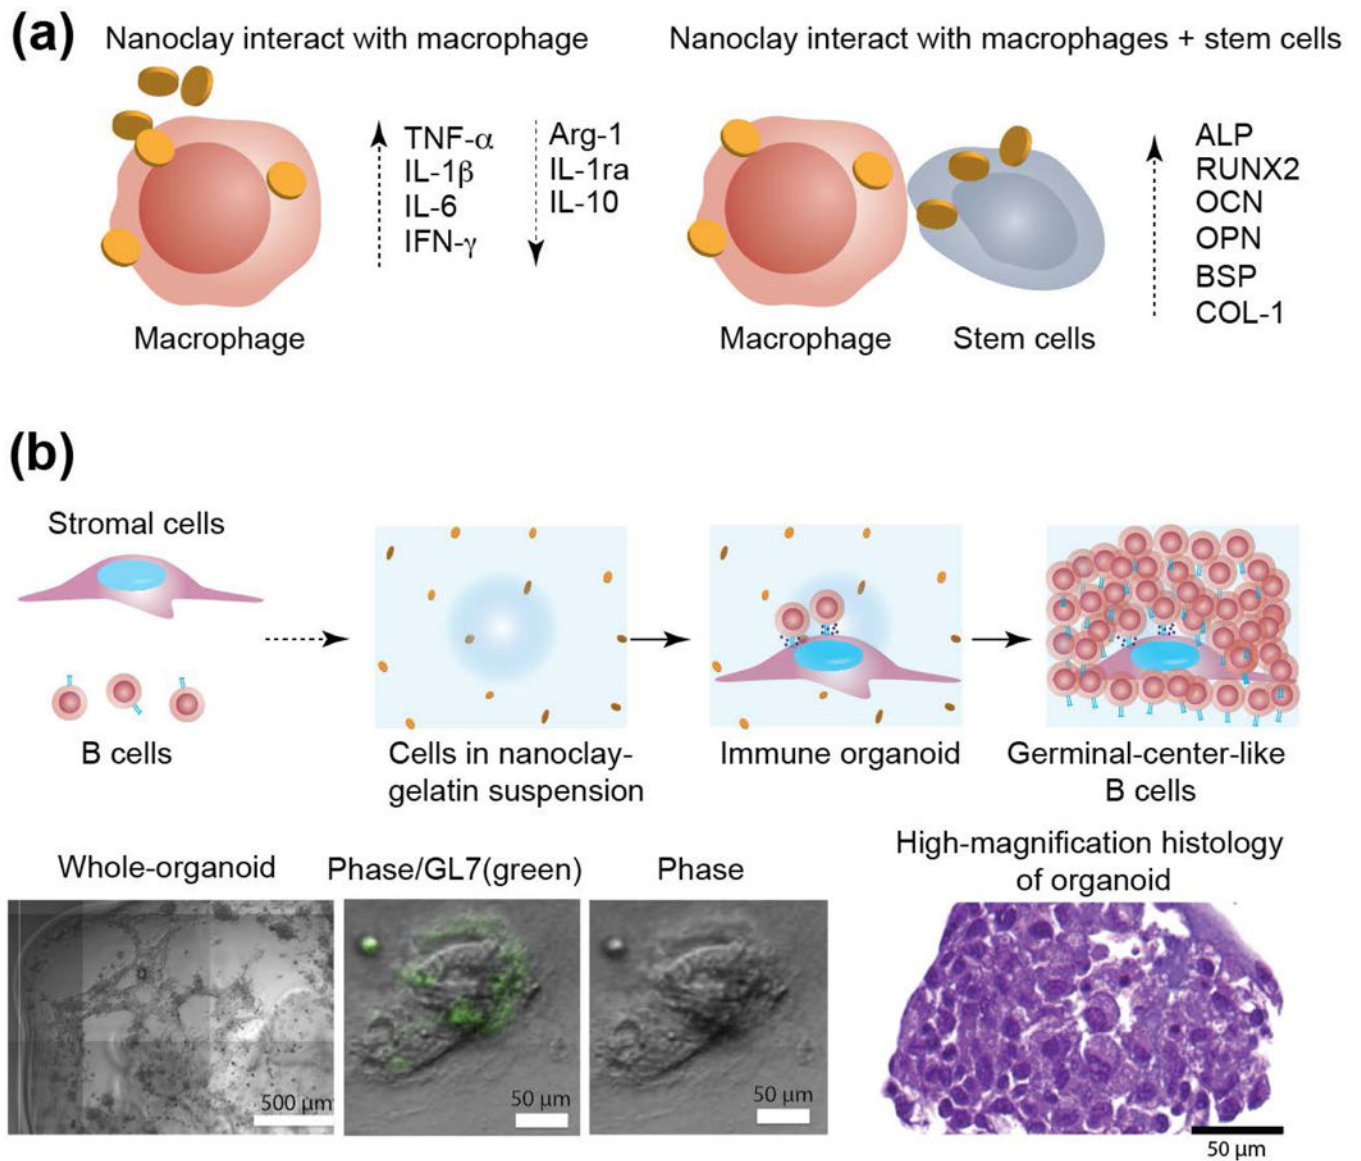 (a)
Nanoclay interact with macrophage
Nanoclay interact with macrophages + stem cells
TNF-α
IL-1β
IL-6
IFN-γ
Arg-1
IL-1ra
IL-10
ALP
RUNX2
OCN
OPN
BSP
COL-1
Macrophage
Macrophage
Stem cells
(b)
Stromal cells
B cells
Cells in nanoclay-
gelatin suspension
Immune organoid
Germinal-center-like
B cells
Whole-organoid
Phase/GL7(green)
Phase
High-magnification histology
of organoid
500 µm
50 µm
50 µm
50 µm